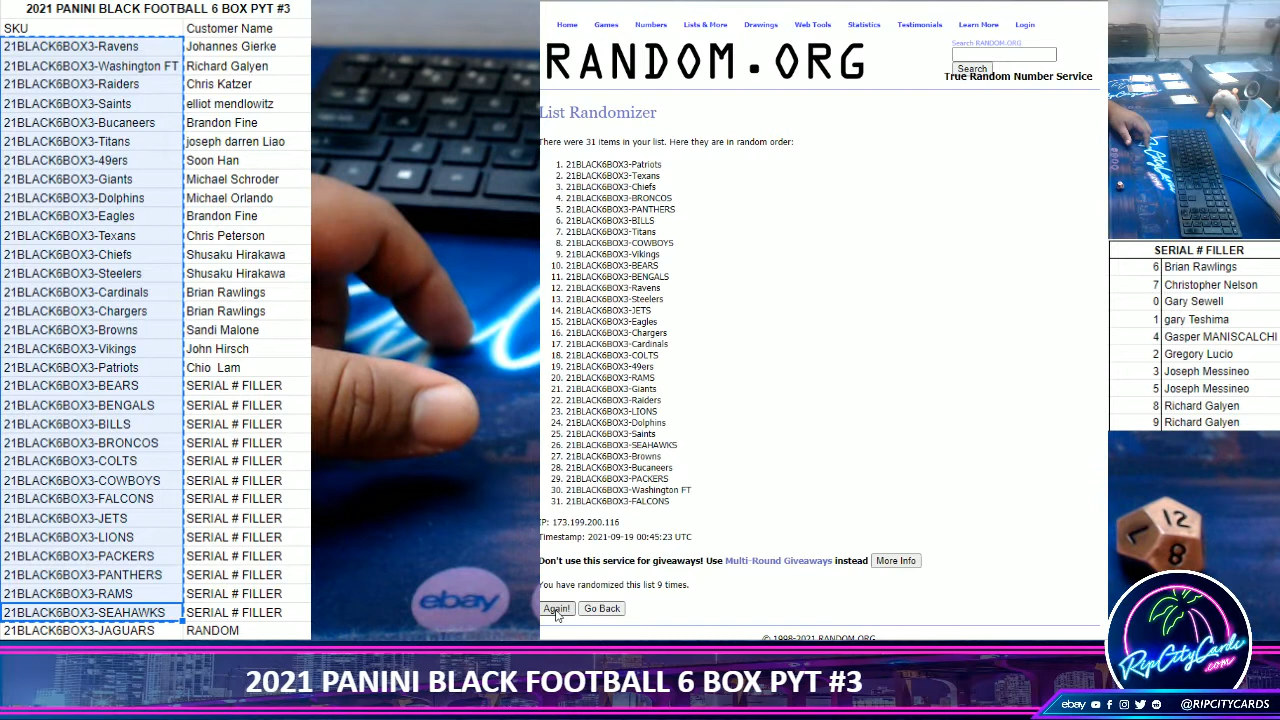 2021 PANINI BLACK FOOTBALL 6 BOX PYT #3
SKU Customer Name
21BLACK6BOX3-Ravens Johannes Gierke
21BLACK6BOX3-Washington FT Richard Galyen
21BLACK6BOX3-Raiders Chris Katzer
21BLACK6BOX3-Saints elliot mendlowitz
21BLACK6BOX3-Bucaneers Brandon Fine
21BLACK6BOX3-Titans joseph darren Liao
21BLACK6BOX3-49ers Soon Han
21BLACK6BOX3-Giants Michael Schroder
21BLACK6BOX3-Dolphins Michael Orlando
21BLACK6BOX3-Eagles Brandon Fine
21BLACK6BOX3-Texans Chris Peterson
21BLACK6BOX3-Chiefs Shusaku Hirakawa
21BLACK6BOX3-Steelers Shusaku Hirakawa
21BLACK6BOX3-Cardinals Brian Rawlings
21BLACK6BOX3-Chargers Brian Rawlings
21BLACK6BOX3-Browns Sandi Malone
21BLACK6BOX3-Vikings John Hirsch
21BLACK6BOX3-Patriots Chio Lam
21BLACK6BOX3-BEARS SERIAL # FILLER
21BLACK6BOX3-BENGALS SERIAL # FILLER
21BLACK6BOX3-BILLS SERIAL # FILLER
21BLACK6BOX3-BRONCOS SERIAL # FILLER
21BLACK6BOX3-COLTS SERIAL # FILLER
21BLACK6BOX3-COWBOYS SERIAL # FILLER
21BLACK6BOX3-FALCONS SERIAL # FILLER
21BLACK6BOX3-JETS SERIAL # FILLER
21BLACK6BOX3-LIONS SERIAL # FILLER
21BLACK6BOX3-PACKERS SERIAL # FILLER
21BLACK6BOX3-PANTHERS SERIAL # FILLER
21BLACK6BOX3-RAMS SERIAL # FILLER
21BLACK6BOX3-SEAHAWKS SERIAL # FILLER
21BLACK6BOX3-JAGUARS RANDOM
ebay
Home Games Numbers Lists & More Drawings Web Tools Statistics Testimonials Learn More Login
RANDOM.ORG
Search RANDOM.ORG
Search
True Random Number Service
List Randomizer
There were 31 items in your list. Here they are in random order:
1. 21BLACK6BOX3-Patriots
2. 21BLACK6BOX3-Texans
3. 21BLACK6BOX3-Chiefs
4. 21BLACK6BOX3-BRONCOS
5. 21BLACK6BOX3-PANTHERS
6. 21BLACK6BOX3-BILLS
7. 21BLACK6BOX3-Titans
8. 21BLACK6BOX3-COWBOYS
9. 21BLACK6BOX3-Vikings
10. 21BLACK6BOX3-BEARS
11. 21BLACK6BOX3-BENGALS
12. 21BLACK6BOX3-Ravens
13. 21BLACK6BOX3-Steelers
14. 21BLACK6BOX3-JETS
15. 21BLACK6BOX3-Eagles
16. 21BLACK6BOX3-Chargers
17. 21BLACK6BOX3-Cardinals
18. 21BLACK6BOX3-COLTS
19. 21BLACK6BOX3-49ers
20. 21BLACK6BOX3-RAMS
21. 21BLACK6BOX3-Giants
22. 21BLACK6BOX3-Raiders
23. 21BLACK6BOX3-LIONS
24. 21BLACK6BOX3-Dolphins
25. 21BLACK6BOX3-Saints
26. 21BLACK6BOX3-SEAHAWKS
27. 21BLACK6BOX3-Browns
28. 21BLACK6BOX3-Bucaneers
29. 21BLACK6BOX3-PACKERS
30. 21BLACK6BOX3-Washington FT
31. 21BLACK6BOX3-FALCONS
IP: 173.199.200.116
Timestamp: 2021-09-19 00:45:23 UTC
Don't use this service for giveaways! Use Multi-Round Giveaways instead More Info
You have randomized this list 9 times.
Again! Go Back
© 1998-2021 RANDOM.ORG
SERIAL # FILLER
6 Brian Rawlings
7 Christopher Nelson
0 Gary Sewell
1 gary Teshima
4 Gasper MANISCALCHI
2 Gregory Lucio
3 Joseph Messineo
5 Joseph Messineo
8 Richard Galyen
9 Richard Galyen
12
8
RipCityCards
.com
2021 PANINI BLACK FOOTBALL 6 BOX PYT #3
ebay @RIPCITYCARDS